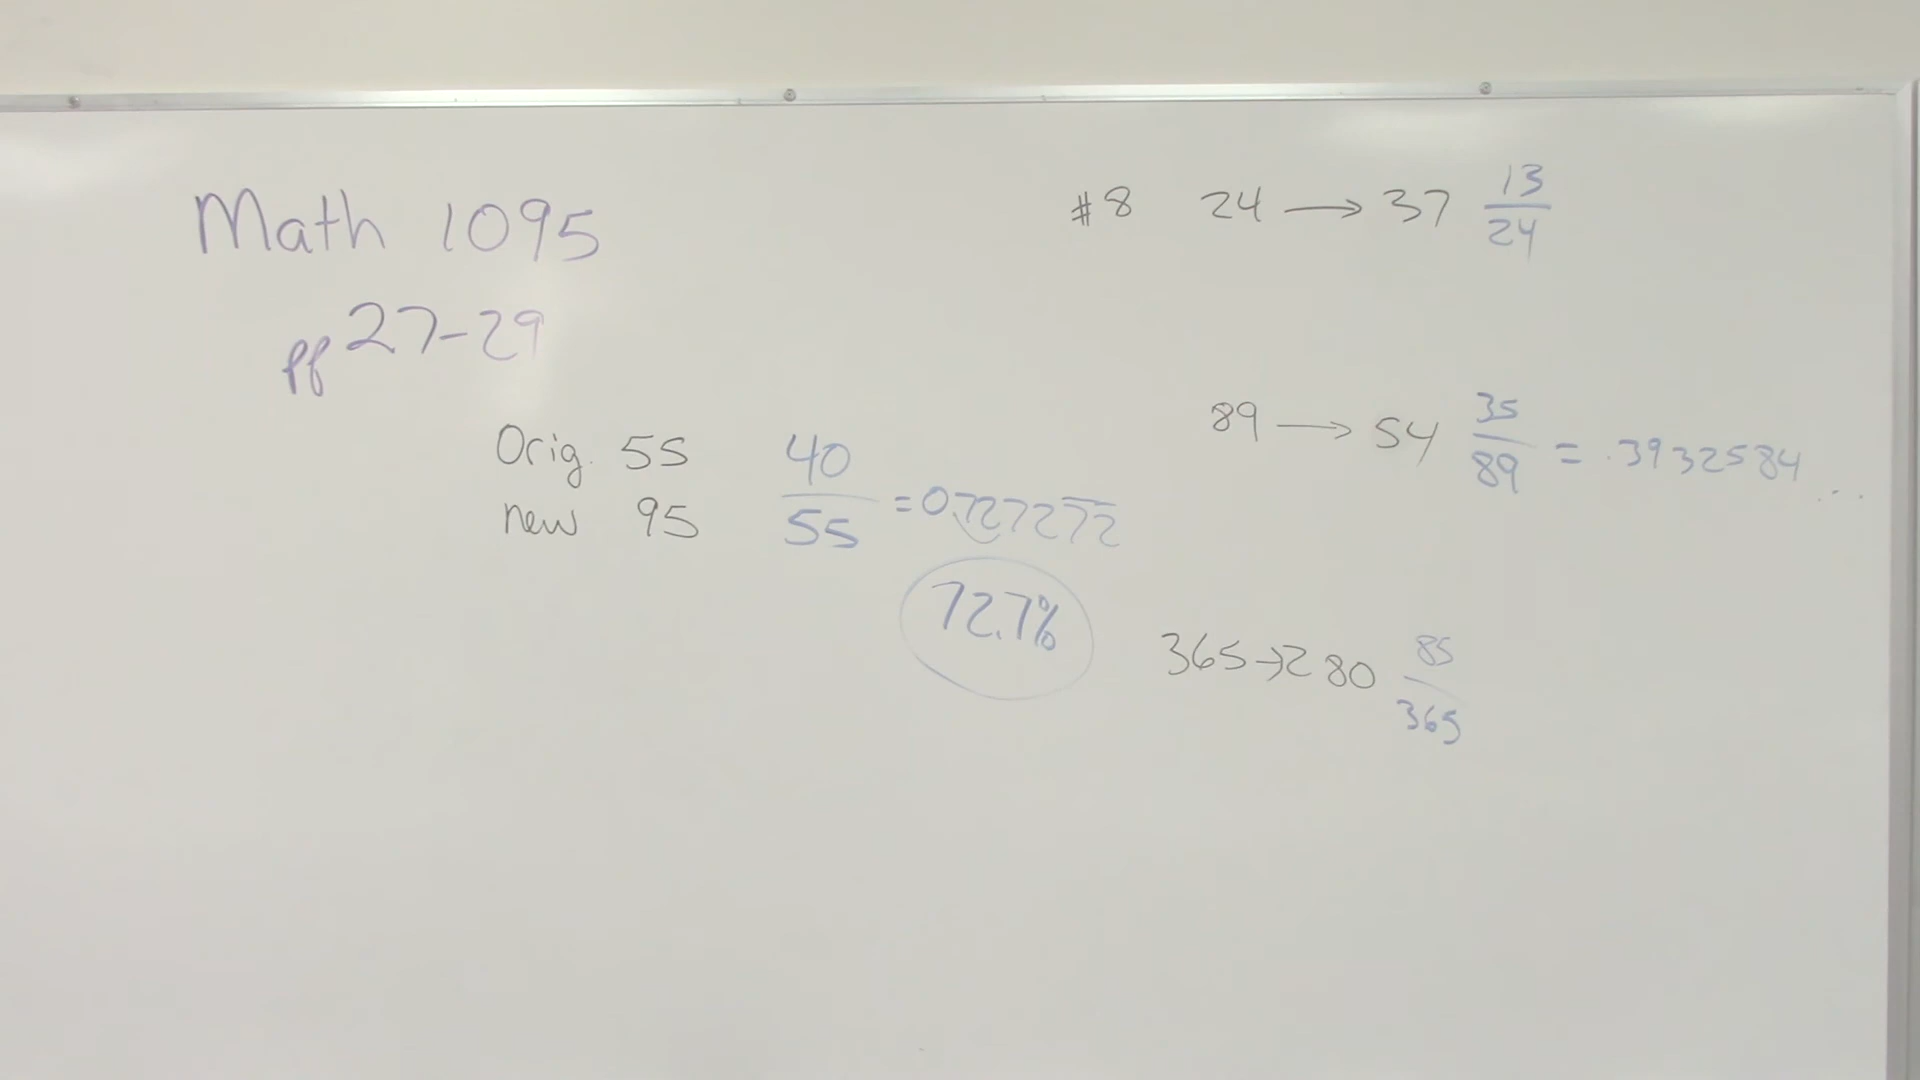 Math 1095
pp 27-29
Orig. 55 40/55 = 0.727272
new 95
72.7%
#8 24 → 37 13/24
89 → 54 35/89 = .3932584...
365→280 85/365